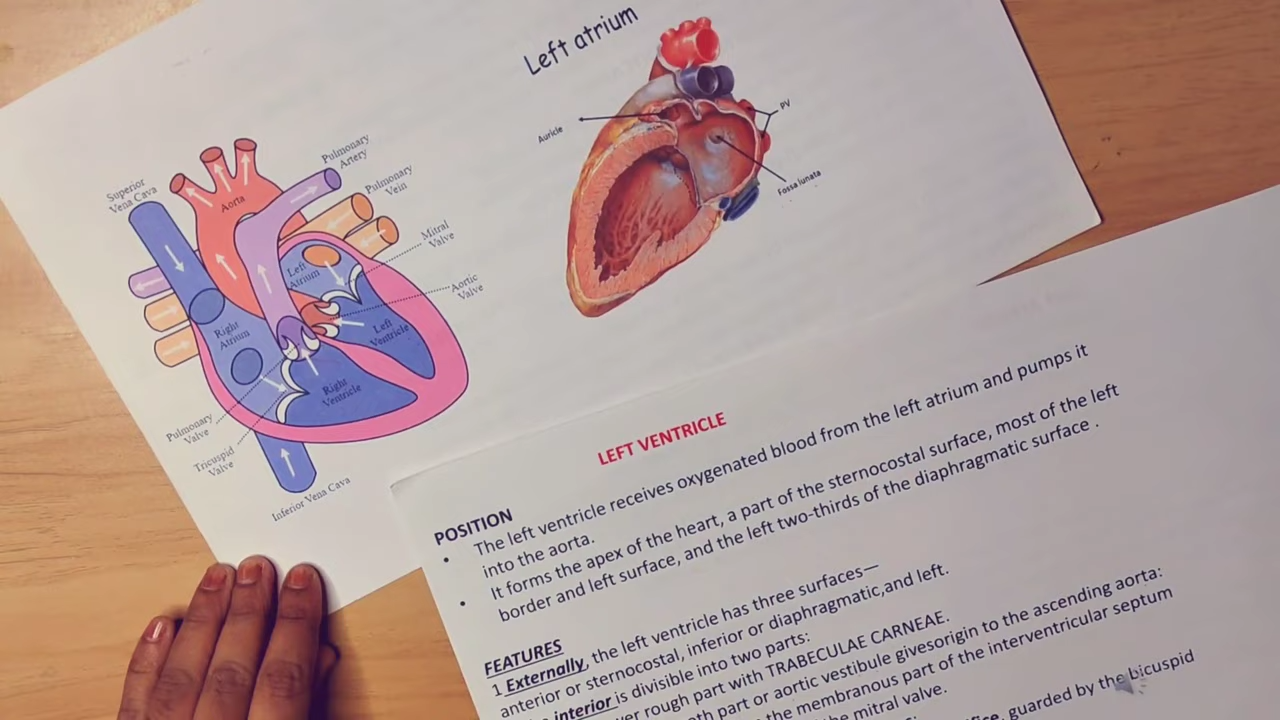 Left atrium
Auricle
PV
Fossa lunata
Superior
Vena Cava
Aorta
Pulmonary
Artery
Pulmonary
Vein
Mitral
Valve
Aortic
Valve
Left
Atrium
Right
Atrium
Left
Ventricle
Right
Ventricle
Pulmonary
Valve
Tricuspid
Valve
Inferior Vena Cava
LEFT VENTRICLE
POSITION
• The left ventricle receives oxygenated blood from the left atrium and pumps it
into the aorta.
• It forms the apex of the heart, a part of the sternocostal surface, most of the left
border and left surface, and the left two-thirds of the diaphragmatic surface .
FEATURES
1 Externally, the left ventricle has three surfaces—
anterior or sternocostal, inferior or diaphragmatic,and left.
interior is divisible into two parts:
rough part with TRABECULAE CARNEAE.
part or aortic vestibule givesorigin to the ascending aorta:
the membranous part of the interventricular septum
the mitral valve.
guarded by the bicuspid